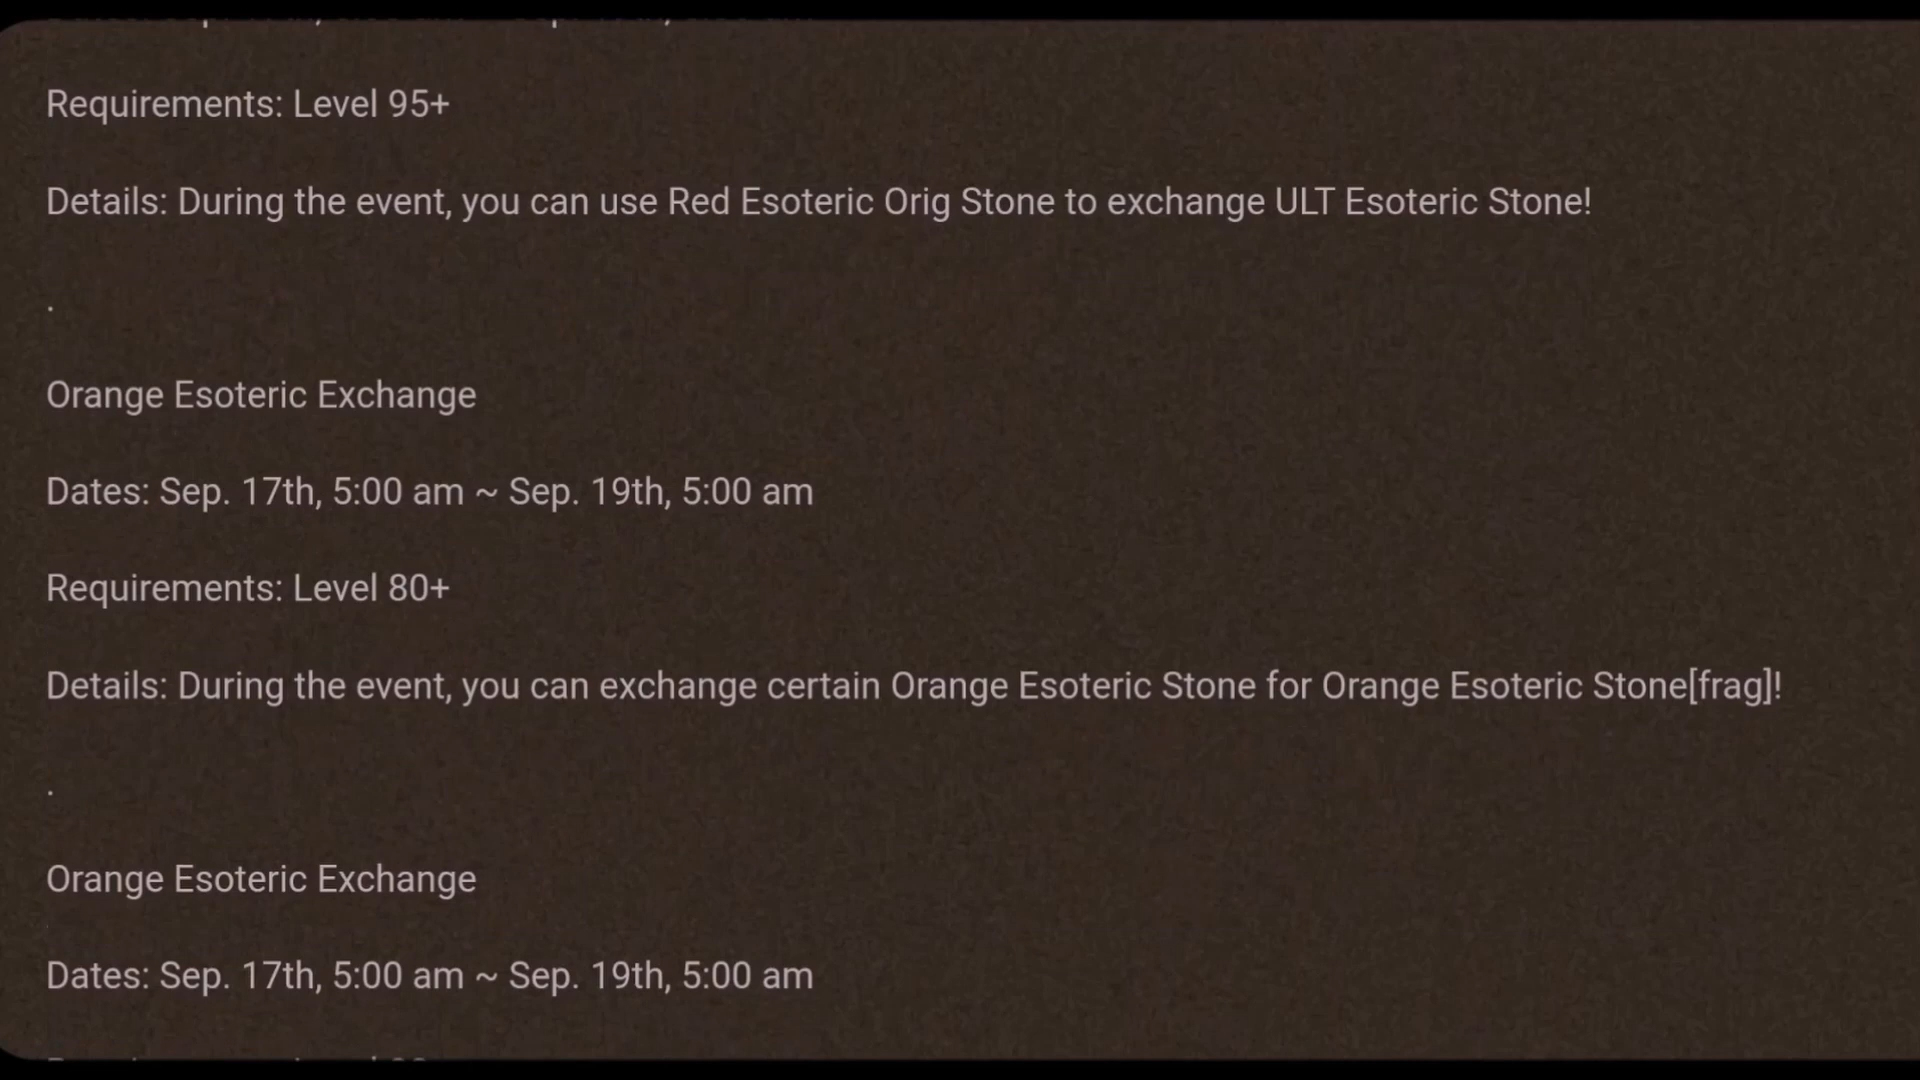 Requirements: Level 95+
Details: During the event, you can use Red Esoteric Orig Stone to exchange ULT Esoteric Stone!
.
Orange Esoteric Exchange
Dates: Sep. 17th, 5:00 am ~ Sep. 19th, 5:00 am
Requirements: Level 80+
Details: During the event, you can exchange certain Orange Esoteric Stone for Orange Esoteric Stone[frag]!
.
Orange Esoteric Exchange
Dates: Sep. 17th, 5:00 am ~ Sep. 19th, 5:00 am